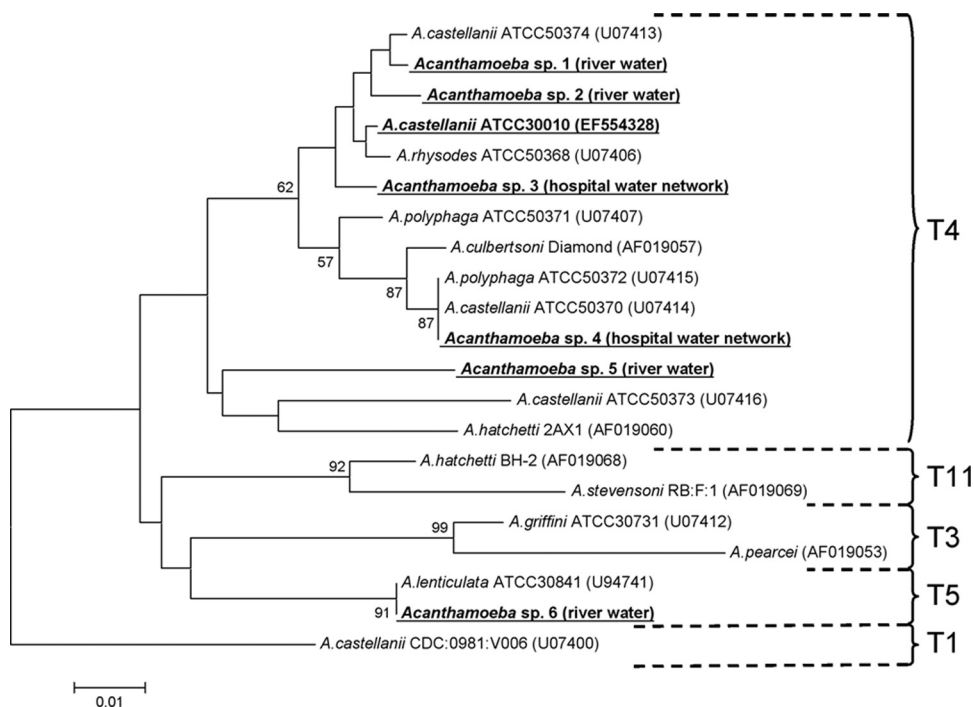 A.castellanii ATCC50374 (U07413)
Acanthamoeba sp. 1 (river water)
Acanthamoeba sp. 2 (river water)
A.castellanii ATCC30010 (EF554328)
A.rhysodes ATCC50368 (U07406)
Acanthamoeba sp. 3 (hospital water network)
62
A.polyphaga ATCC50371 (U07407)
T4
A.culbertsoni Diamond (AF019057)
57
A.polyphaga ATCC50372 (U07415)
87
A.castellanii ATCC50370 (U07414)
87
Acanthamoeba sp. 4 (hospital water network)
Acanthamoeba sp. 5 (river water)
A.castellanii ATCC50373 (U07416)
A.hatchetti 2AX1 (AF019060)
A.hatchetti BH-2 (AF019068)
92
T11
A.stevensoni RB:F:1 (AF019069)
A.griffini ATCC30731 (U07412)
99
T3
A.pearcei (AF019053)
A.lenticulata ATCC30841 (U94741)
T5
91
Acanthamoeba sp. 6 (river water)
A.castellanii CDC:0981:V006 (U07400)
T1
0.01